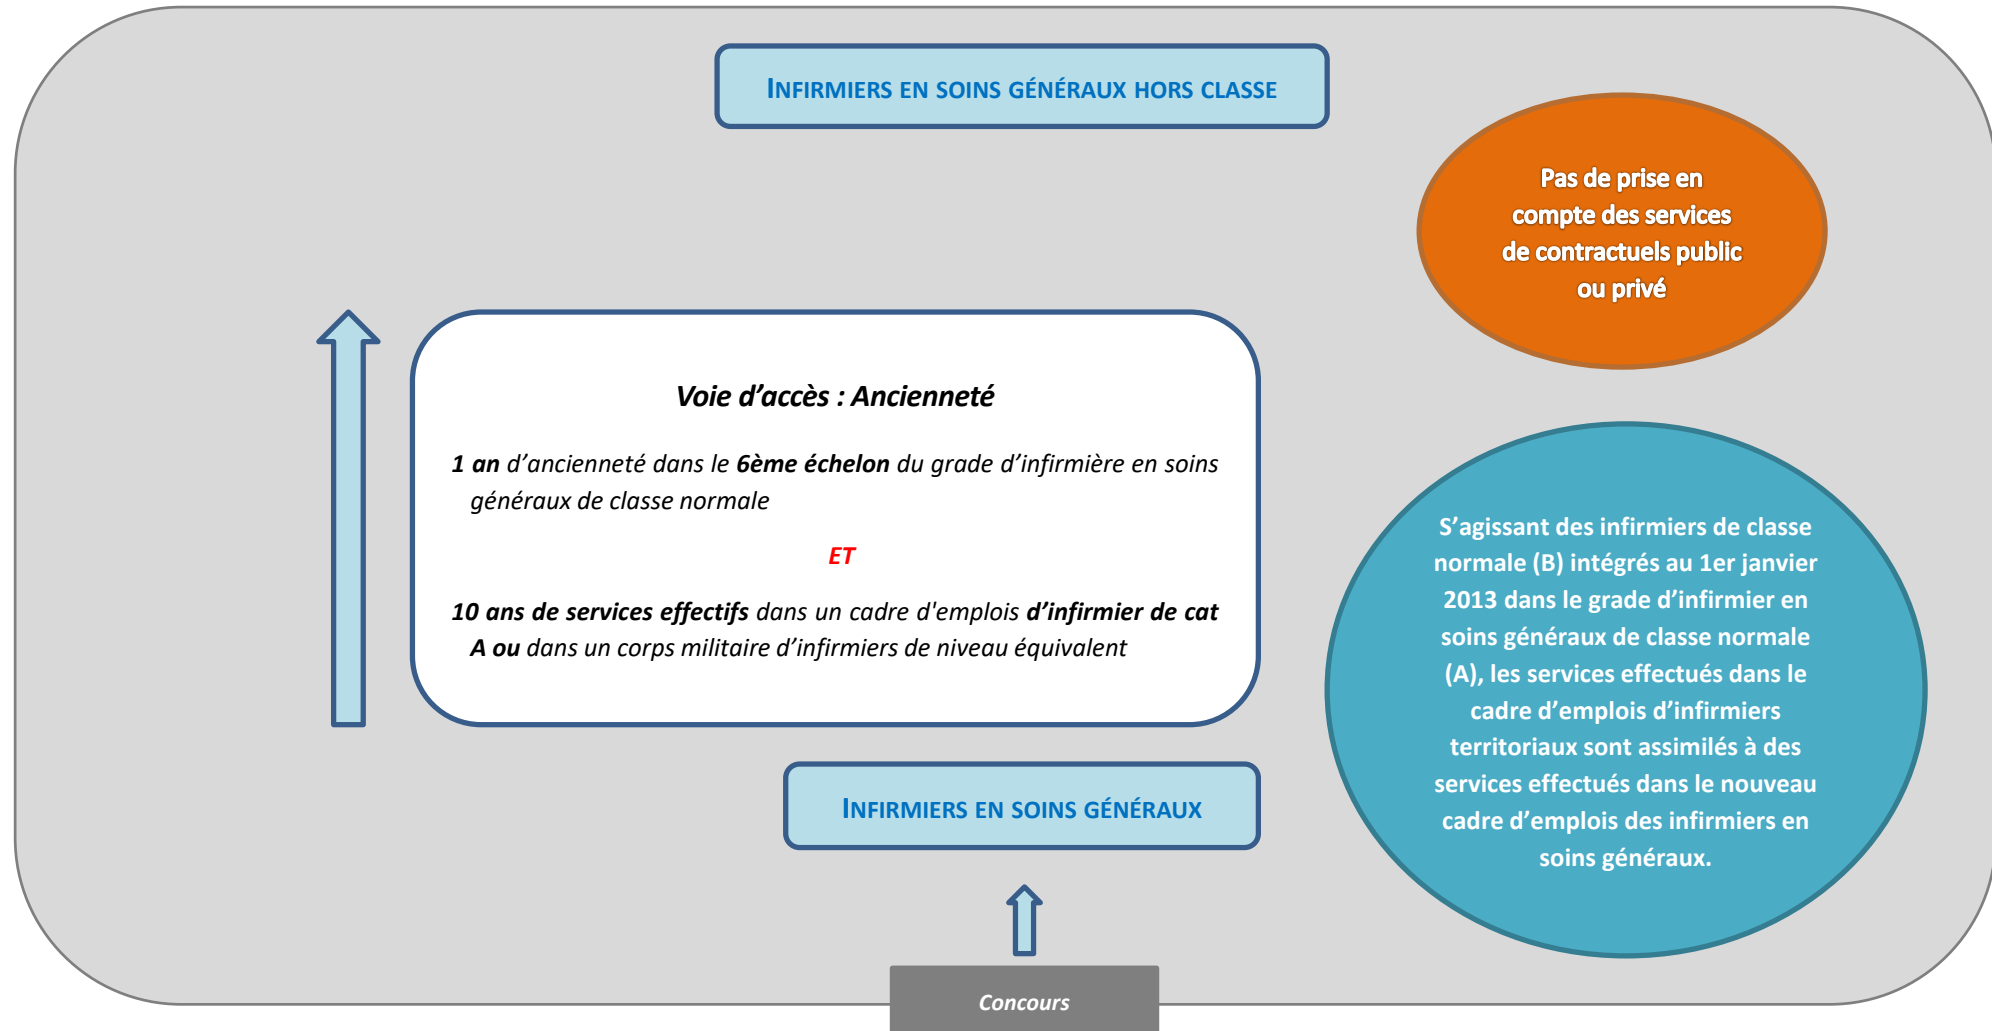 INFIRMIERS EN SOINS GÉNÉRAUX HORS CLASSE
Pas de prise en
compte des services
de contractuels public
ou privé
Voie d’accès : Ancienneté
1 an d’ancienneté dans le 6ème échelon du grade d’infirmière en soins
généraux de classe normale
ET
10 ans de services effectifs dans un cadre d'emplois d’infirmier de cat
A ou dans un corps militaire d’infirmiers de niveau équivalent
S’agissant des infirmiers de classe
normale (B) intégrés au 1er janvier
2013 dans le grade d’infirmier en
soins généraux de classe normale
(A), les services effectués dans le
cadre d’emplois d’infirmiers
territoriaux sont assimilés à des
services effectués dans le nouveau
cadre d’emplois des infirmiers en
soins généraux.
INFIRMIERS EN SOINS GÉNÉRAUX
Concours